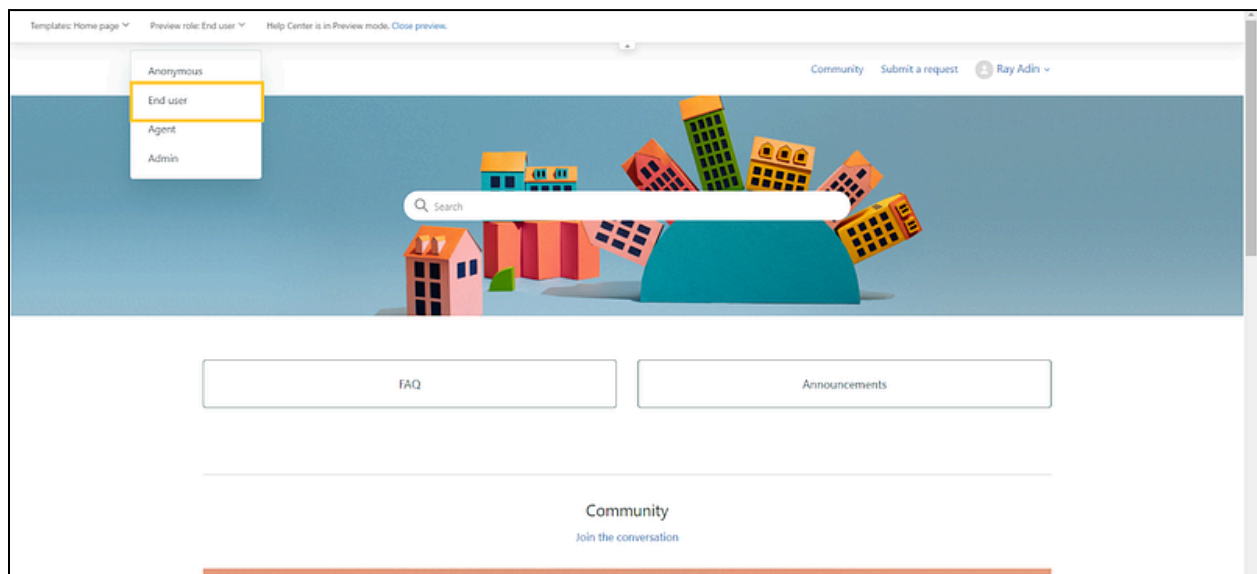 Templates: Home page Preview role: End user Help Center is in Preview mode. Close preview.
Anonymous
End user
Agent
Admin
Community Submit a request Ray Adin
Search
FAQ Announcements
Community
Join the conversation